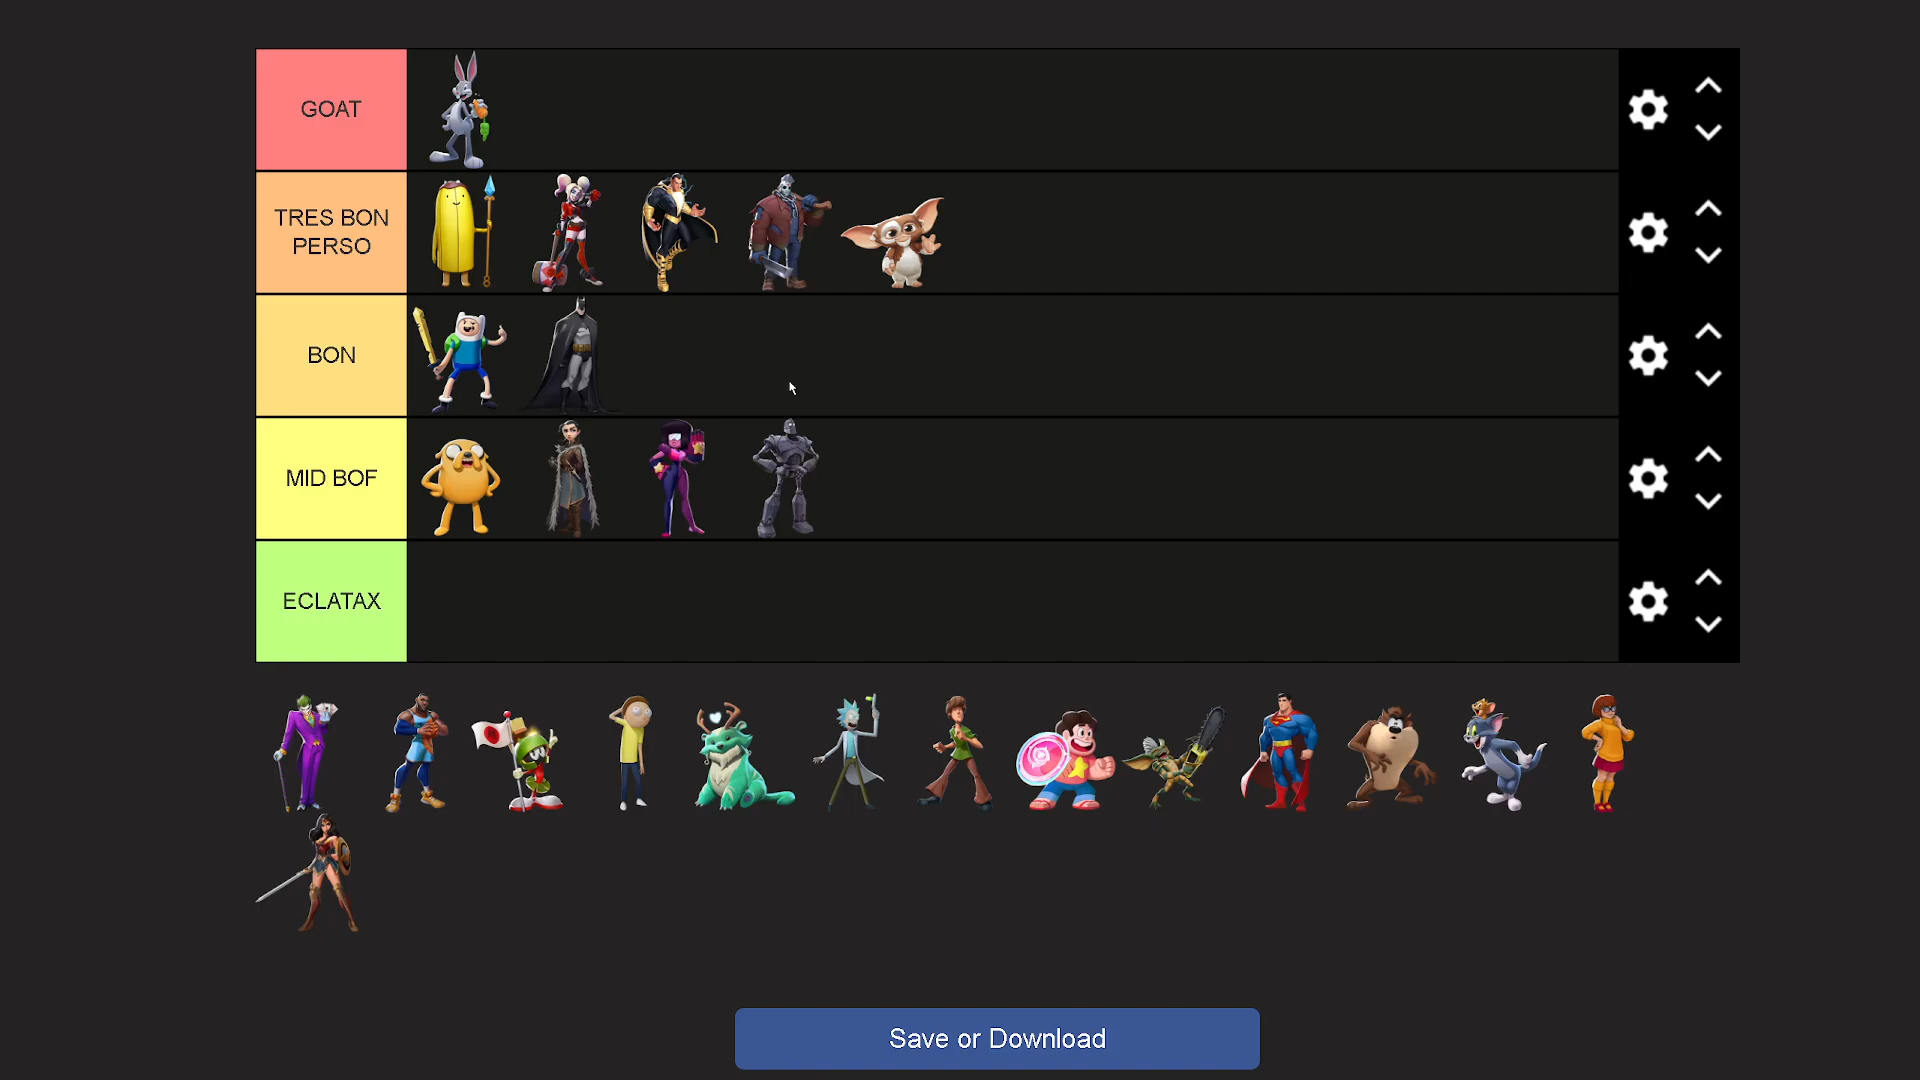 GOAT
TRES BON
PERSO
BON
MID BOF
ECLATAX
Save or Download